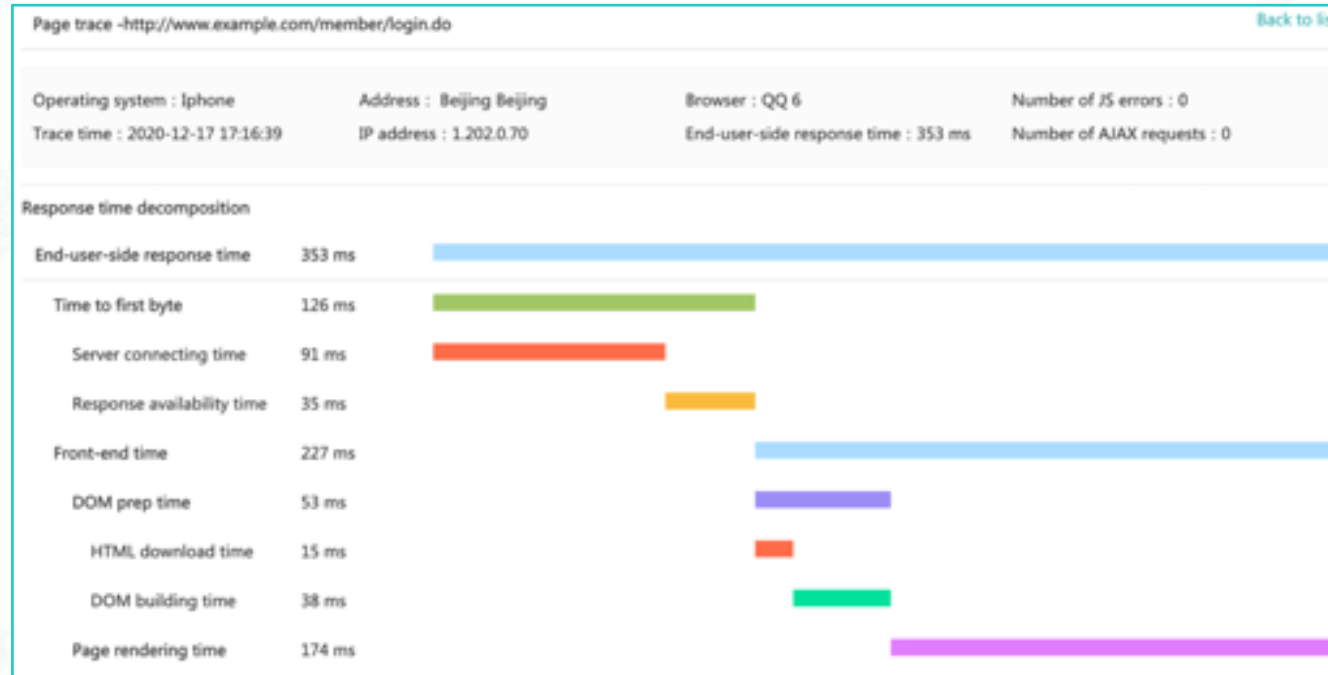 Page trace -http://www.example.com/member/login.do
Back to lis
Operating system : Iphone
Address : Beijing Beijing
Browser : QQ 6
Number of JS errors : 0
Trace time : 2020-12-17 17:16:39
IP address : 1.202.0.70
End-user-side response time : 353 ms
Number of AJAX requests : 0
Response time decomposition
End-user-side response time 353 ms
Time to first byte 126 ms
Server connecting time 91 ms
Response availability time 35 ms
Front-end time 227 ms
DOM prep time 53 ms
HTML download time 15 ms
DOM building time 38 ms
Page rendering time 174 ms